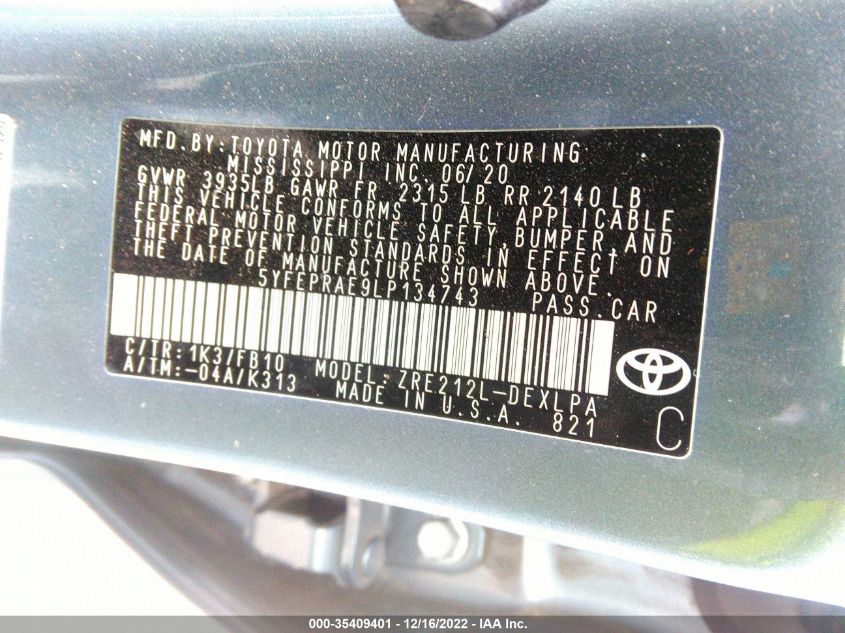 MFD. BY: TOYOTA MOTOR MANUFACTURING
MISSISSIPPI INC. 06/20
GVWR 3935LB GAWR FR 2315 LB RR 2140 LB
THIS VEHICLE CONFORMS TO ALL APPLICABLE
FEDERAL MOTOR VEHICLE SAFETY, BUMPER, AND
THEFT PREVENTION STANDARDS IN EFFECT ON
THE DATE OF MANUFACTURE SHOWN ABOVE.
5YFEPRAE9LP134743 PASS. CAR
C/TR: 1K3/FB10 MODEL: ZRE212L-DEXLPA
A/TM: -04A/K313 MADE IN U.S.A. 821
C
000-35409401 - 12/16/2022 - IAA Inc.